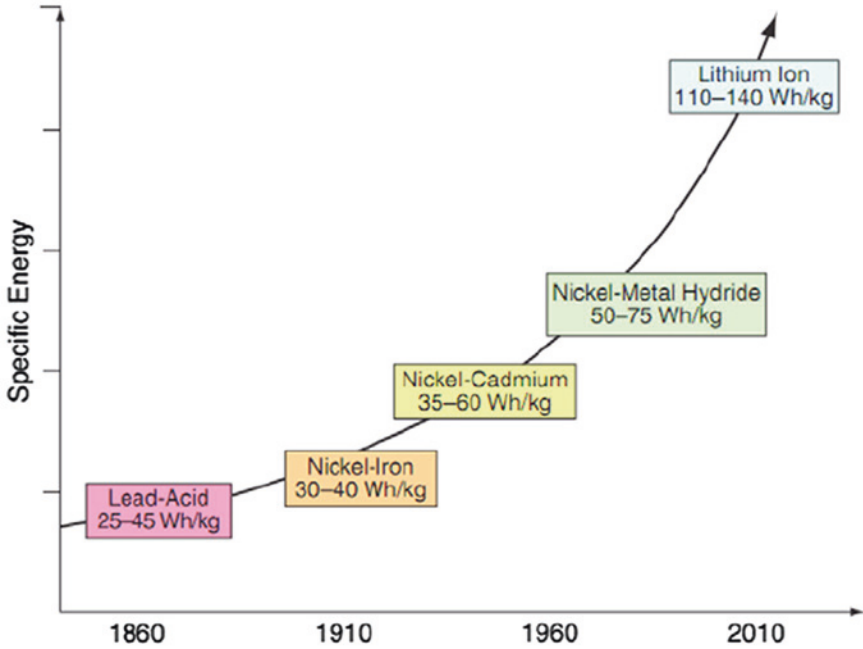 Lithium Ion
110–140 Wh/kg
Nickel-Metal Hydride
50–75 Wh/kg
Nickel-Cadmium
35–60 Wh/kg
Nickel-Iron
30–40 Wh/kg
Lead-Acid
25–45 Wh/kg
Specific Energy
1860 1910 1960 2010